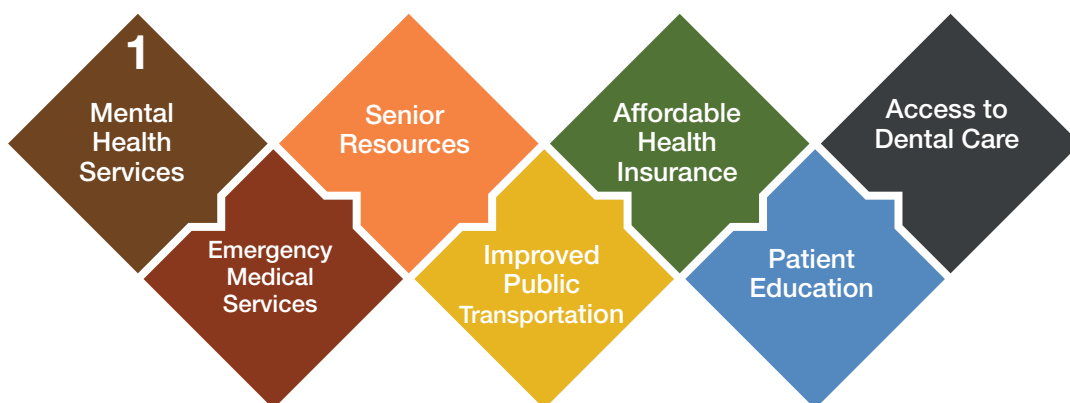 1
Mental
Health
Services
Emergency
Medical
Services
Senior
Resources
Improved
Public
Transportation
Affordable
Health
Insurance
Patient
Education
Access to
Dental Care